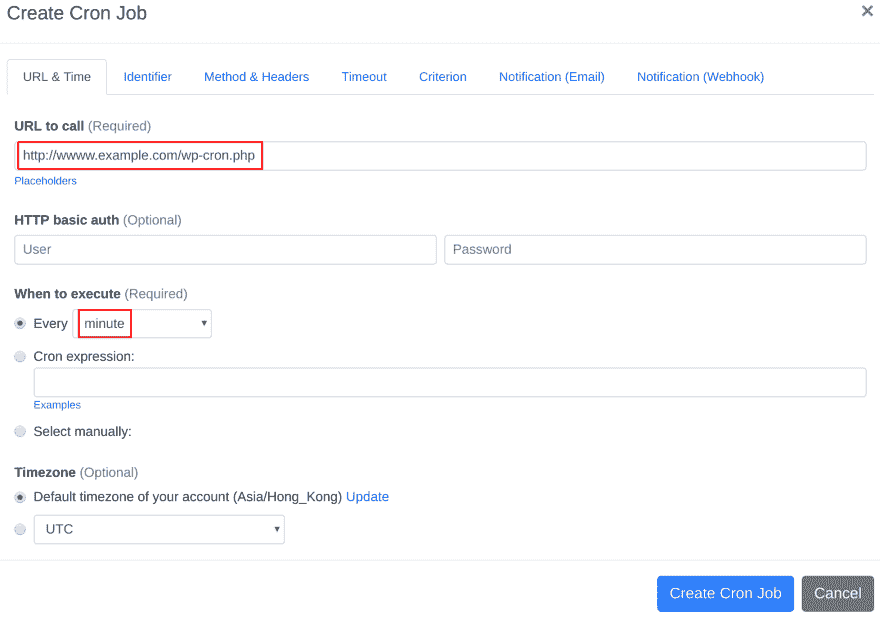 Create Cron Job ×
URL & Time Identifier Method & Headers Timeout Criterion Notification (Email) Notification (Webhook)
URL to call (Required)
http://wwww.example.com/wp-cron.php
Placeholders
HTTP basic auth (Optional)
User Password
When to execute (Required)
Every minute
Cron expression:
Examples
Select manually:
Timezone (Optional)
Default timezone of your account (Asia/Hong_Kong) Update
UTC
Create Cron Job Cancel